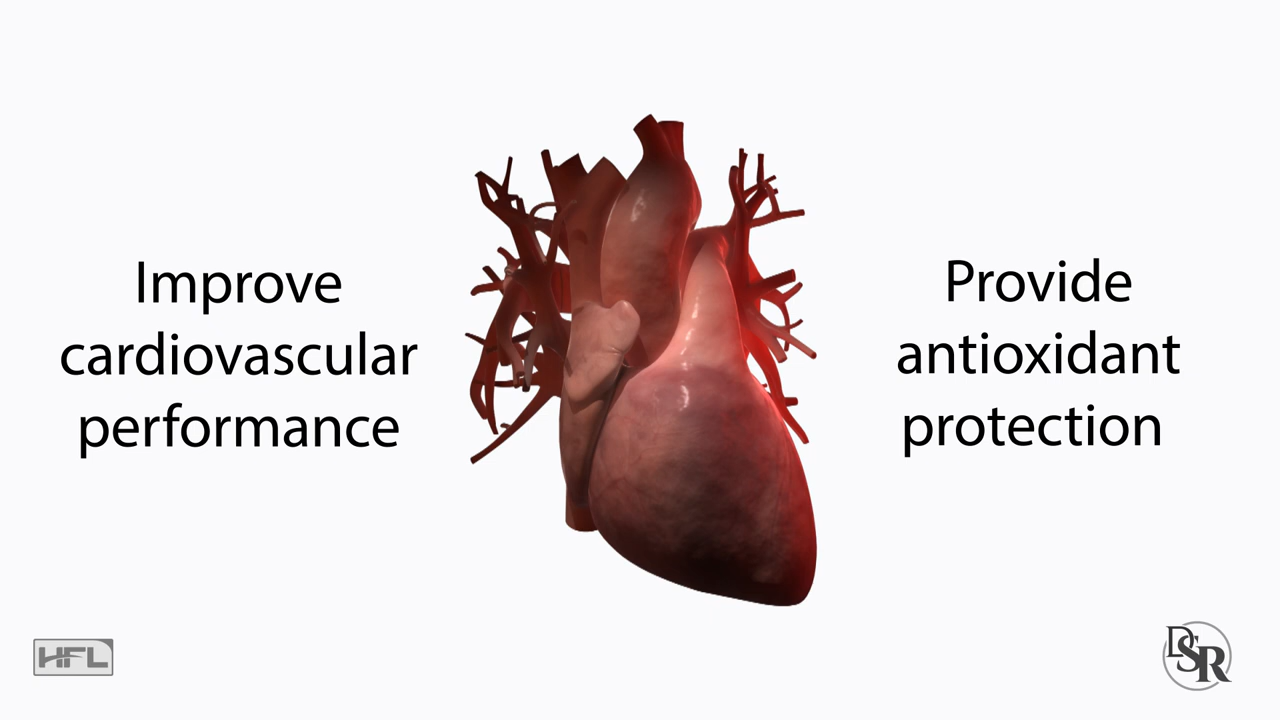 Improve
cardiovascular
performance
Provide
antioxidant
protection
HFL
DSR